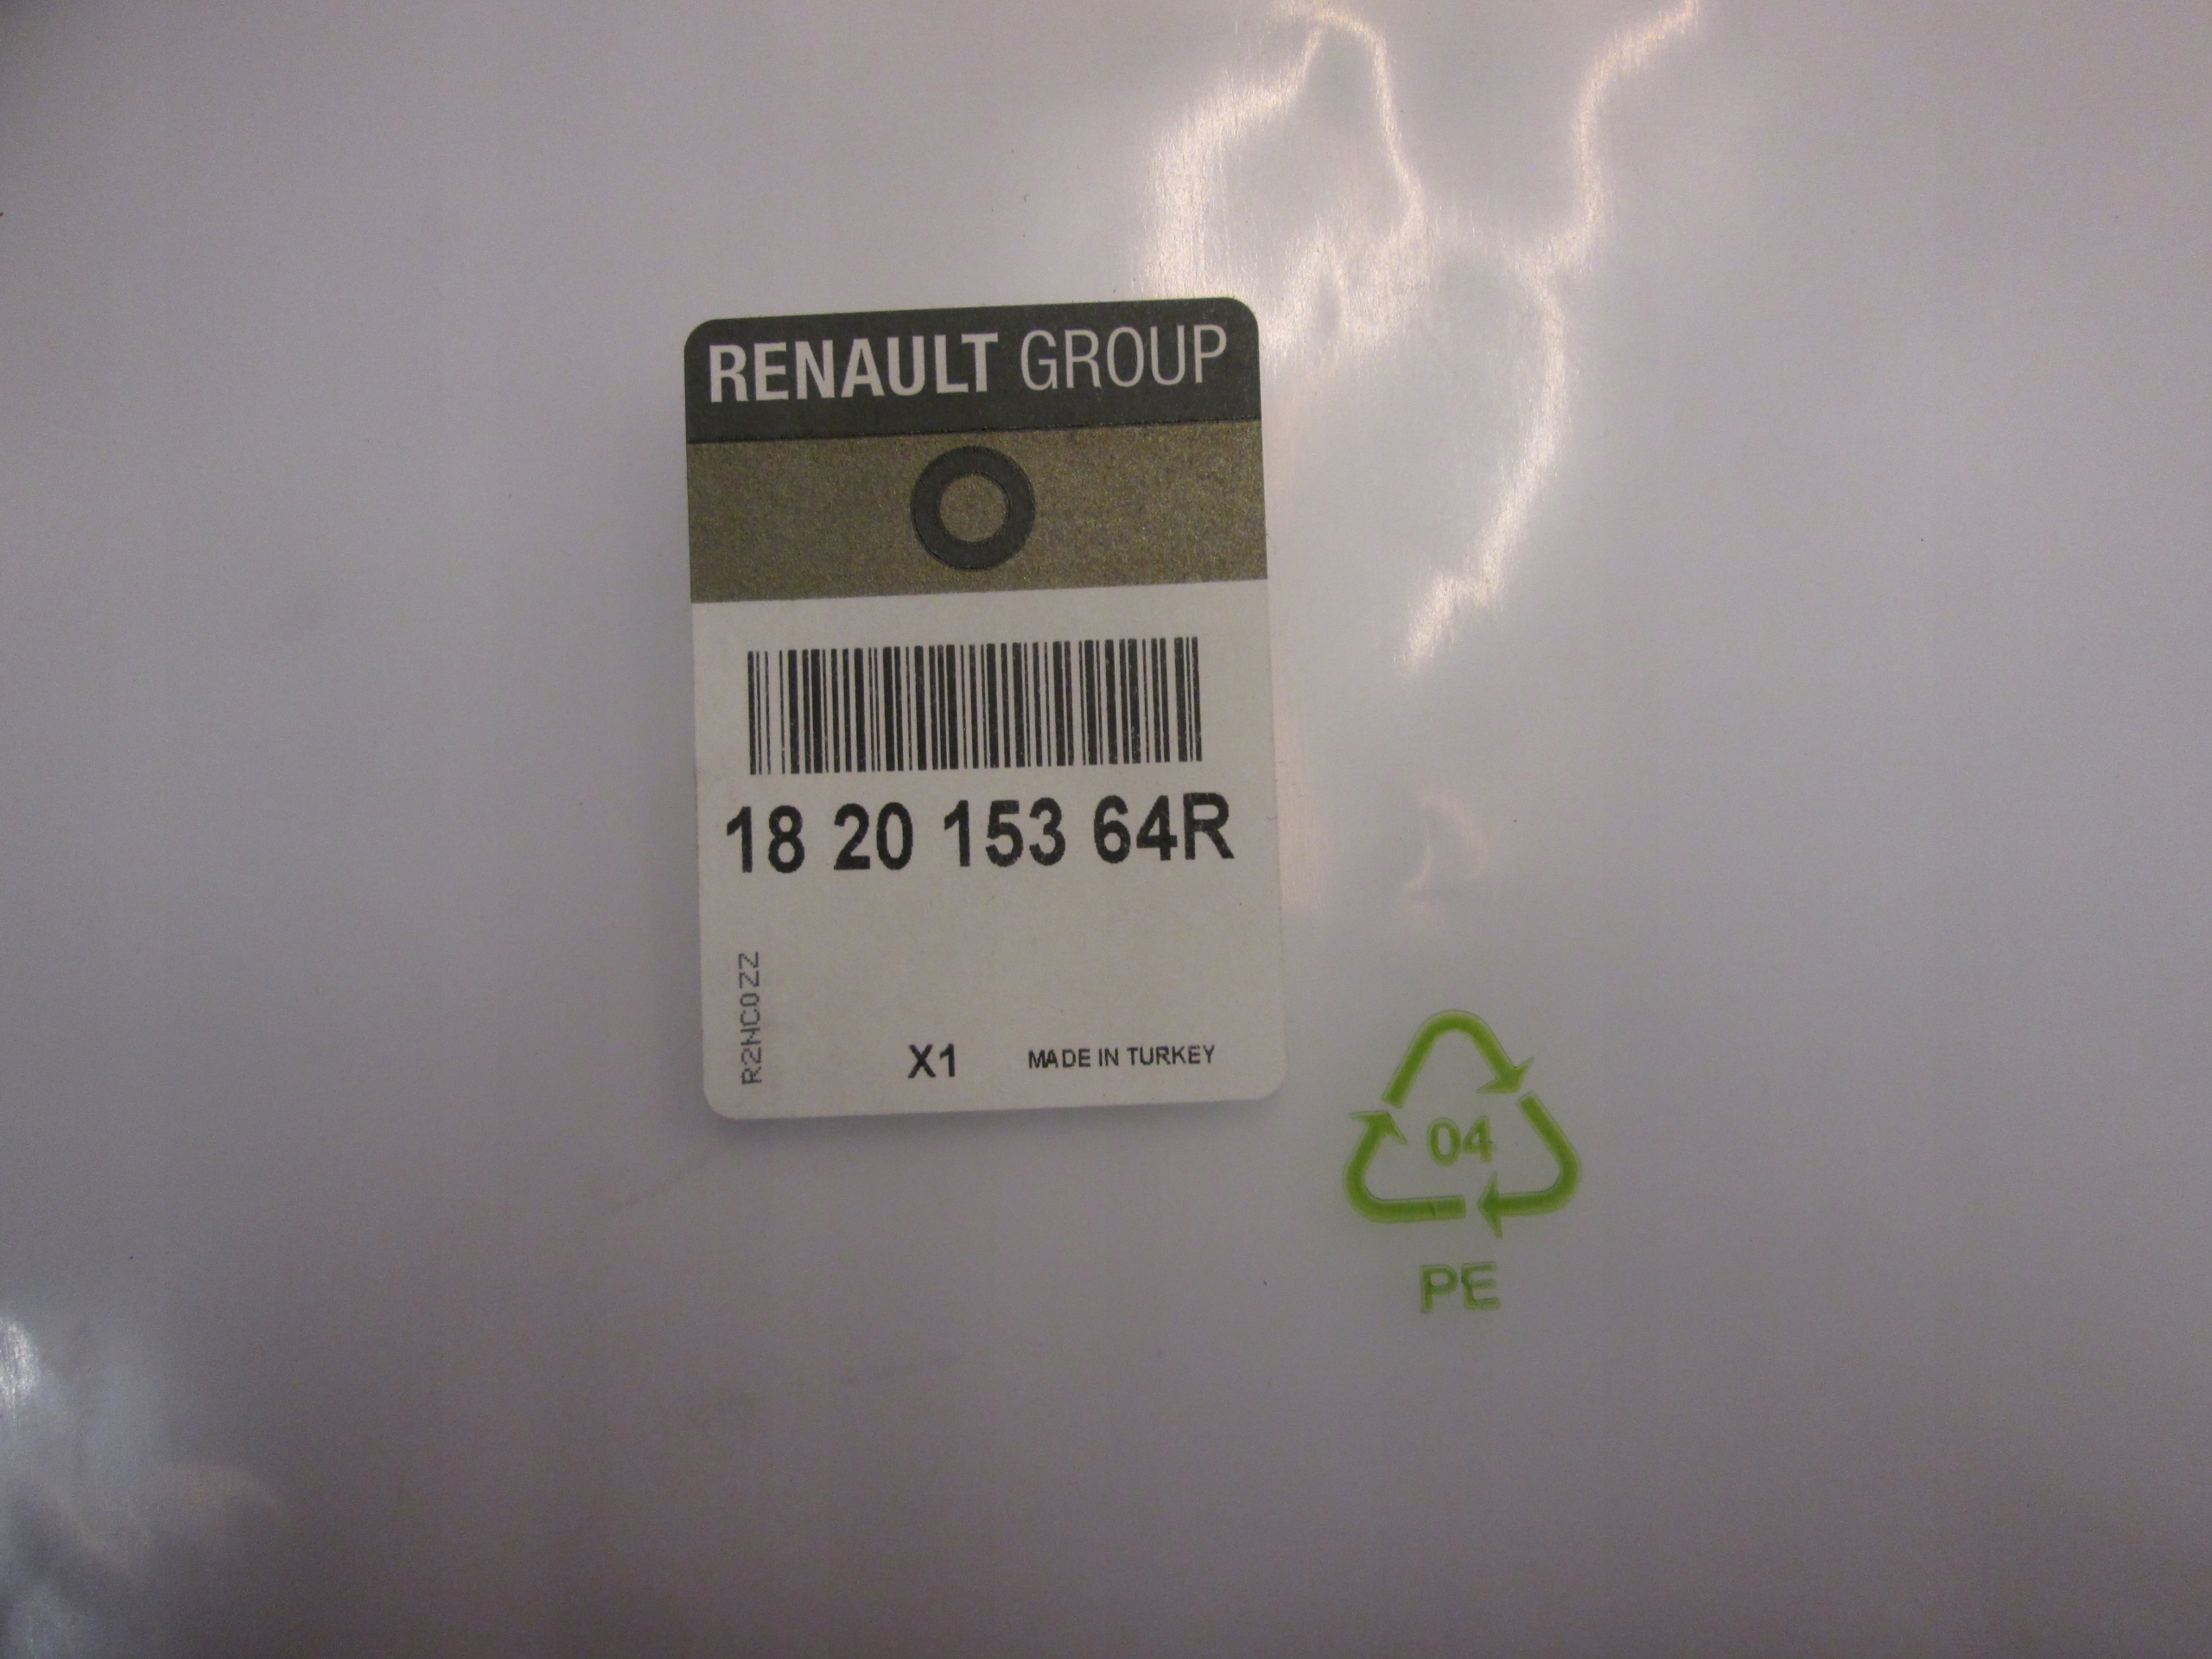 RENAULT GROUP
18 20 153 64R
R2NC0ZZ
X1 MADE IN TURKEY
04
PE